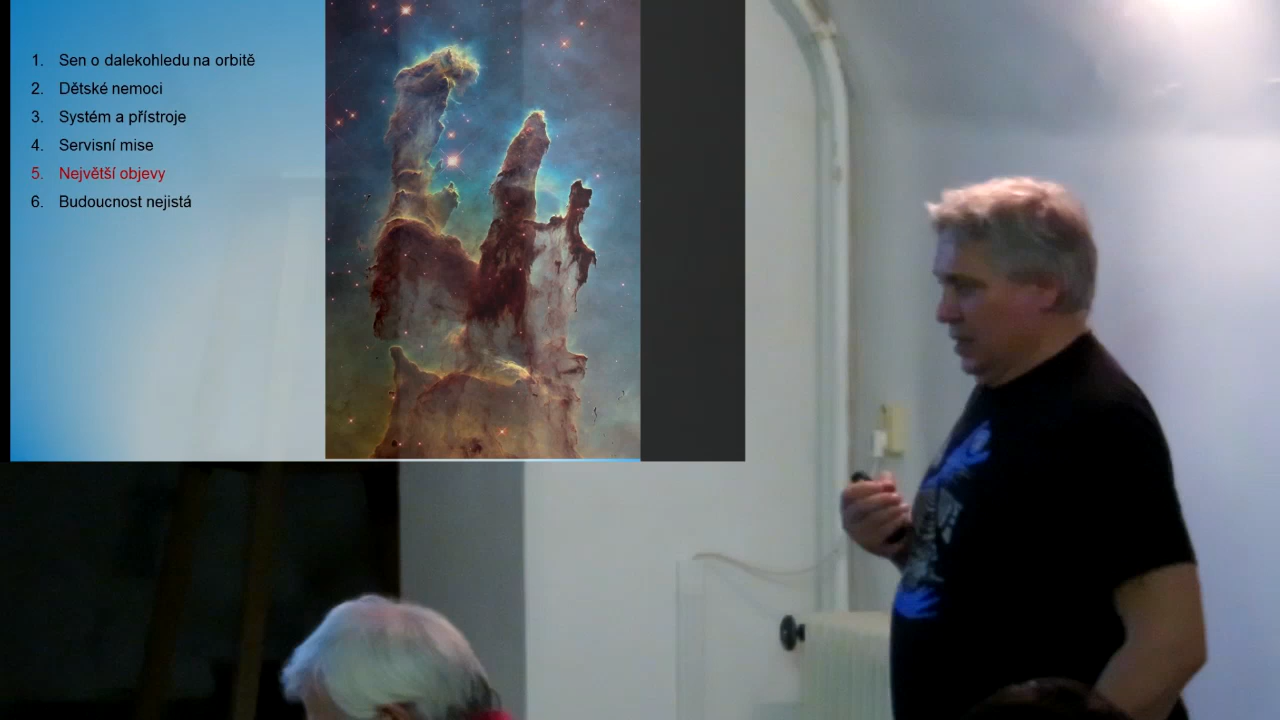 1. Sen o dalekohledu na orbitě
2. Dětské nemoci
3. Systém a přístroje
4. Servisní mise
5. Největší objevy
6. Budoucnost nejistá